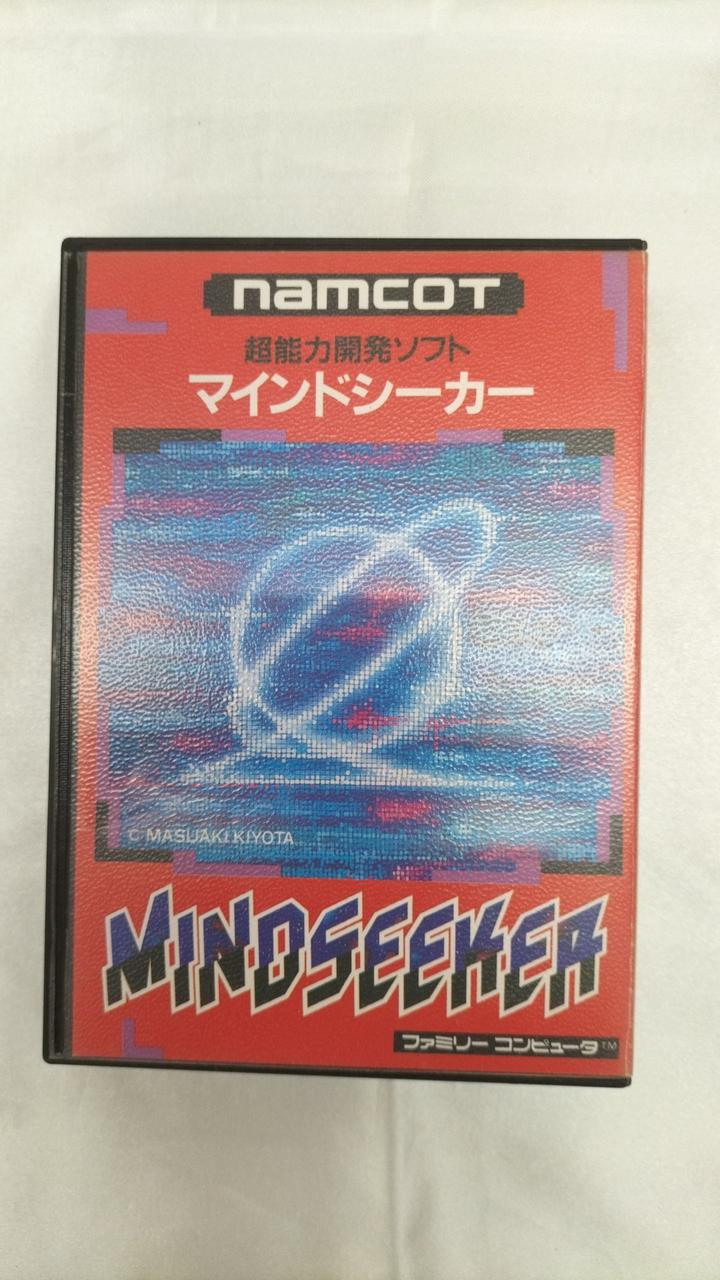 namcot
超能力開発ソフト
マインドシーカー
© MASUAKI KIYOTA
MINDSEEKER
ファミリー コンピュータ™